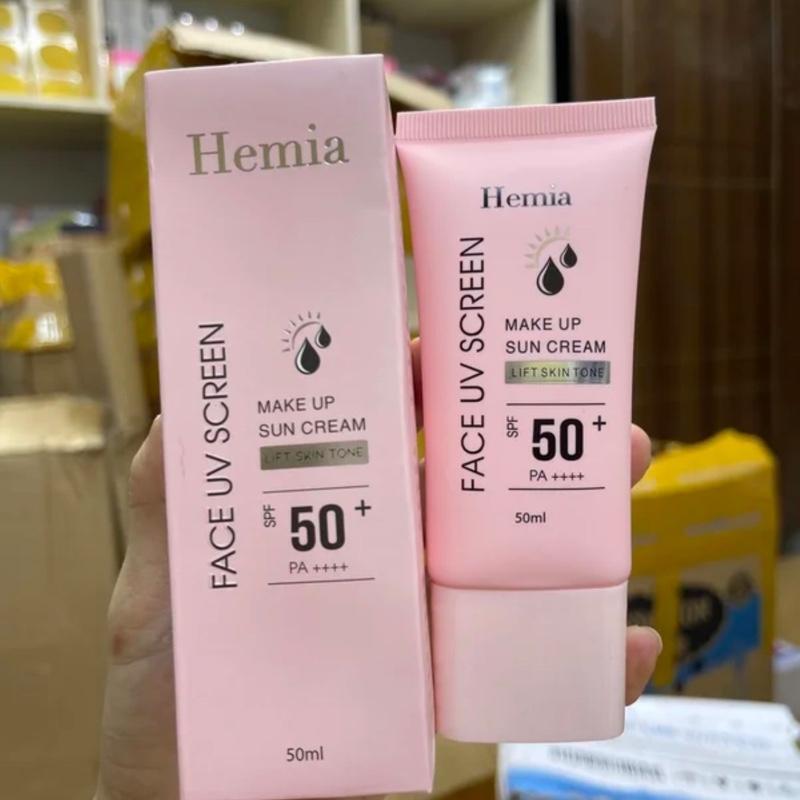 Hemia
FACE UV SCREEN
MAKE UP
SUN CREAM
LIFT SKIN TONE
SPF 50+
PA ++++
50ml
Hemia
FACE UV SCREEN
MAKE UP
SUN CREAM
LIFT SKIN TONE
SPF 50+
PA ++++
50ml